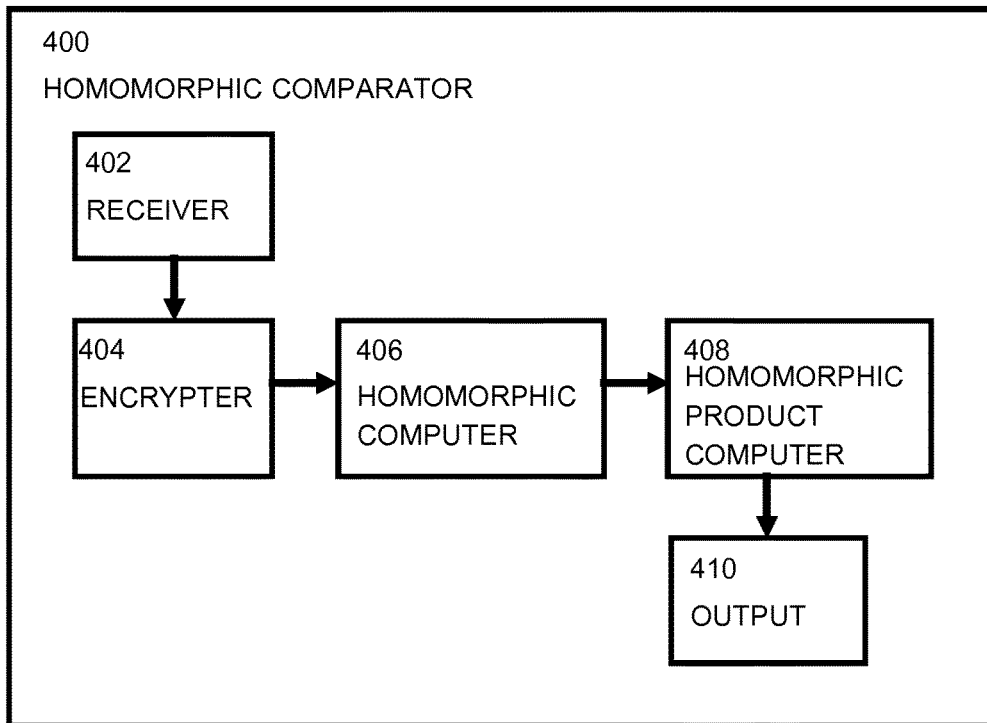 400
HOMOMORPHIC COMPARATOR
402
RECEIVER
404
ENCRYPTER
406
HOMOMORPHIC
COMPUTER
408
HOMOMORPHIC
PRODUCT
COMPUTER
410
OUTPUT